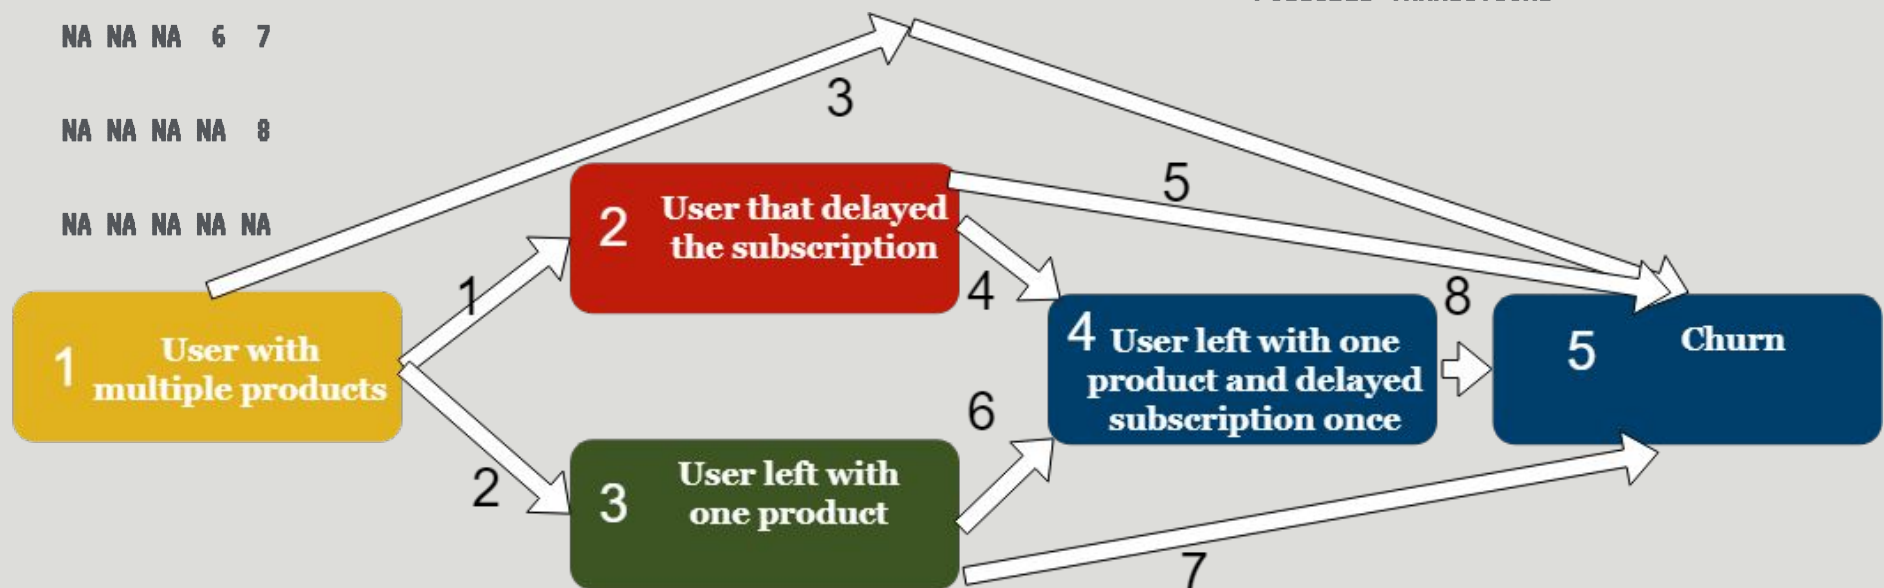 NA NA NA 6 7
NA NA NA NA 8
NA NA NA NA NA
3
5
2 User that delayed
the subscription
1
4
8
1 User with
multiple products
4 User left with one
product and delayed
subscription once
5 Churn
6
2
3 User left with
one product
7